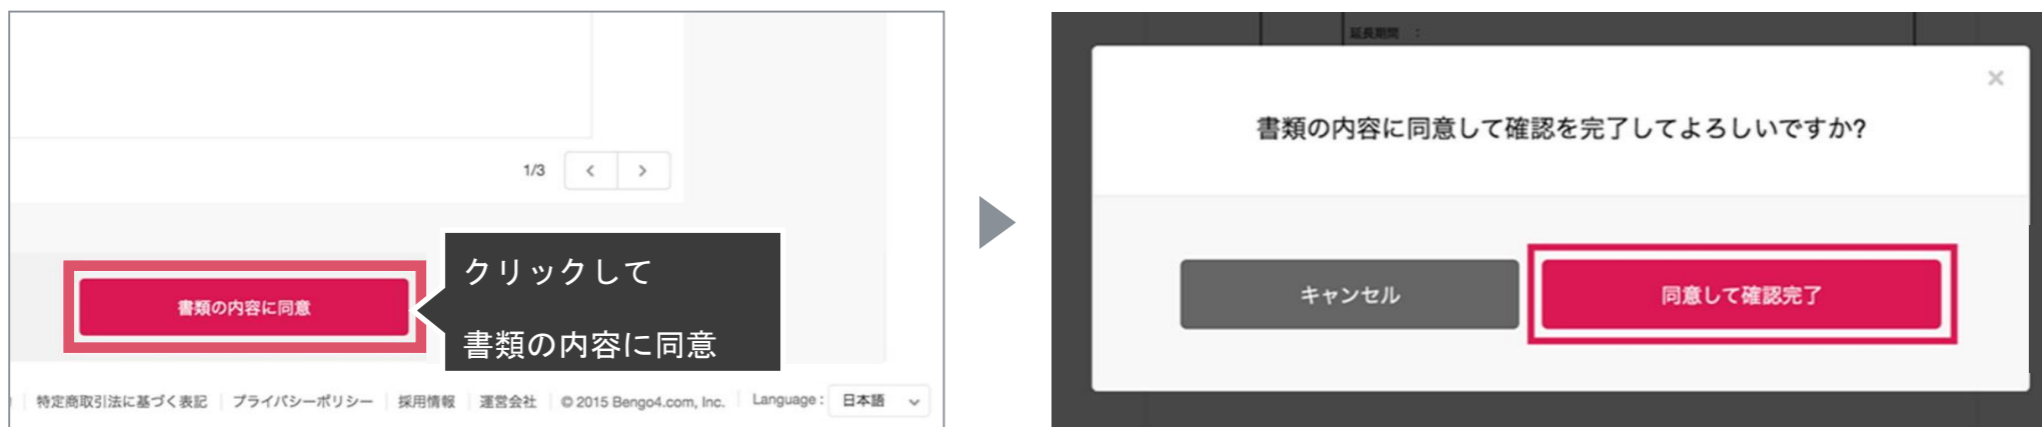 1/3
書類の内容に同意
クリックして
書類の内容に同意
特定商取引法に基づく表記 プライバシーポリシー 採用情報 運営会社 © 2015 Bengo4.com, Inc. Language : 日本語
延長期間 :
書類の内容に同意して確認を完了してよろしいですか?
キャンセル
同意して確認完了